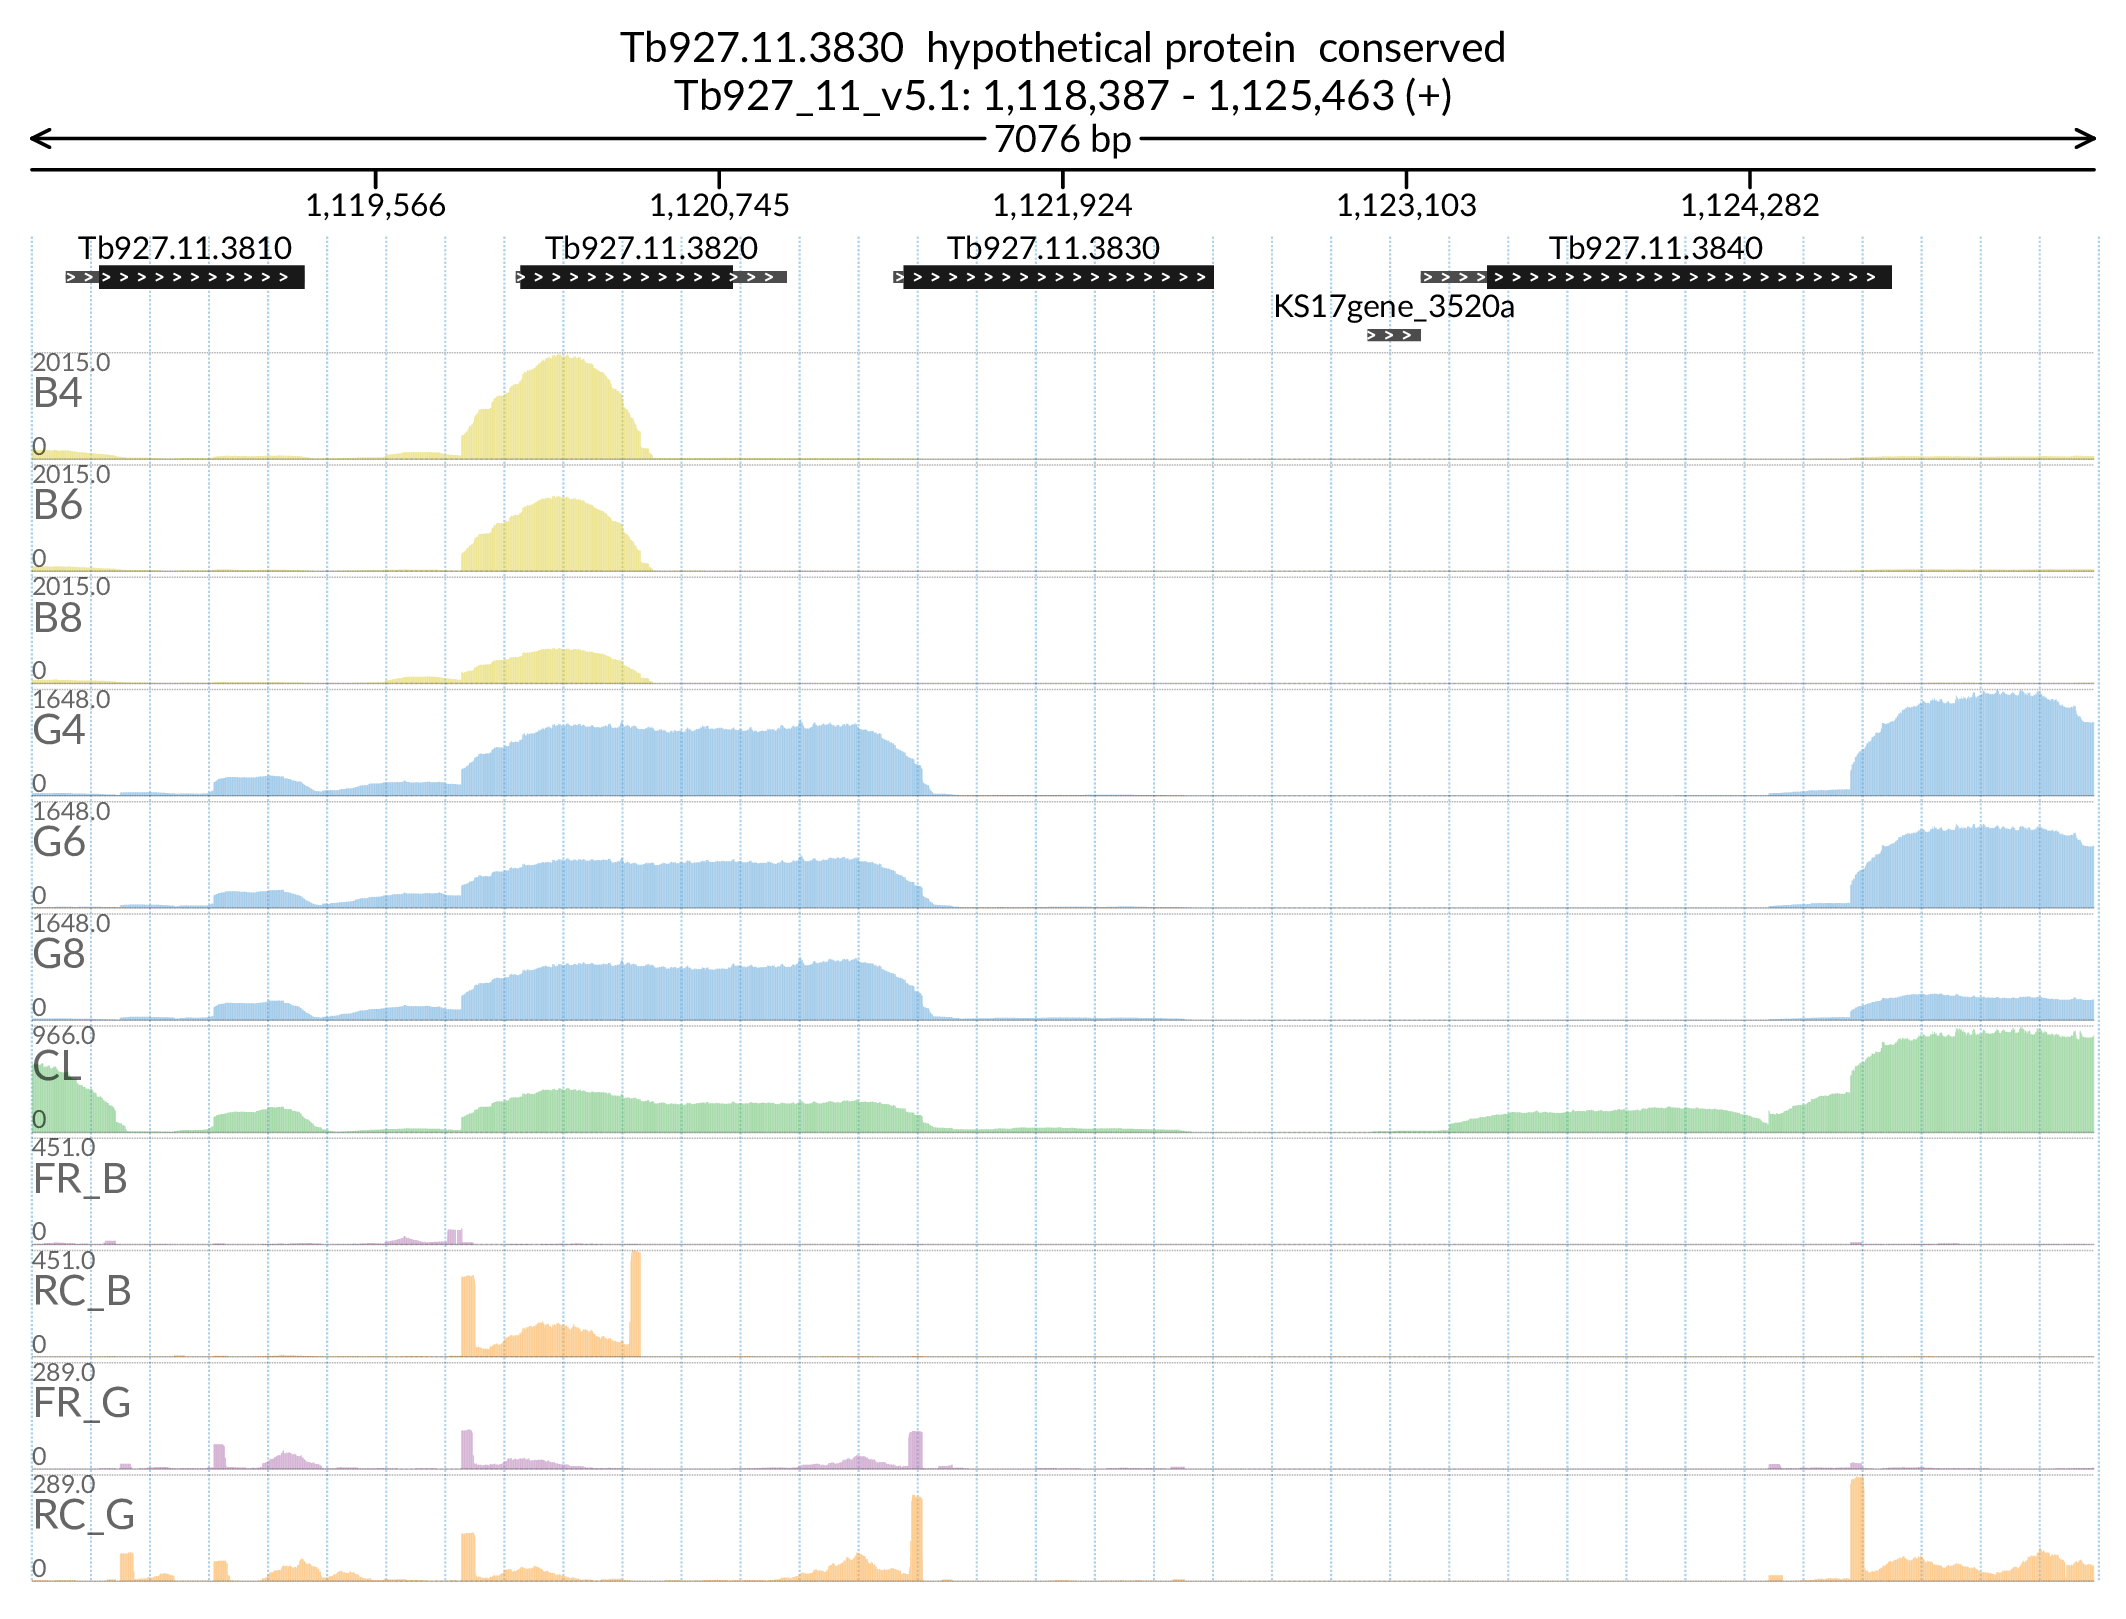 Tb927.11.3830 hypothetical protein conserved
Tb927_11_v5.1: 1,118,387 - 1,125,463 (+)
7076 bp
1,119,566 1,120,745 1,121,924 1,123,103 1,124,282
Tb927.11.3810 Tb927.11.3820 Tb927.11.3830 Tb927.11.3840
KS17gene_3520a
2015.0
B4
0
2015.0
B6
0
2015.0
B8
0
1648.0
G4
0
1648.0
G6
0
1648.0
G8
0
966.0
CL
0
451.0
FR_B
0
451.0
RC_B
0
289.0
FR_G
0
289.0
RC_G
0